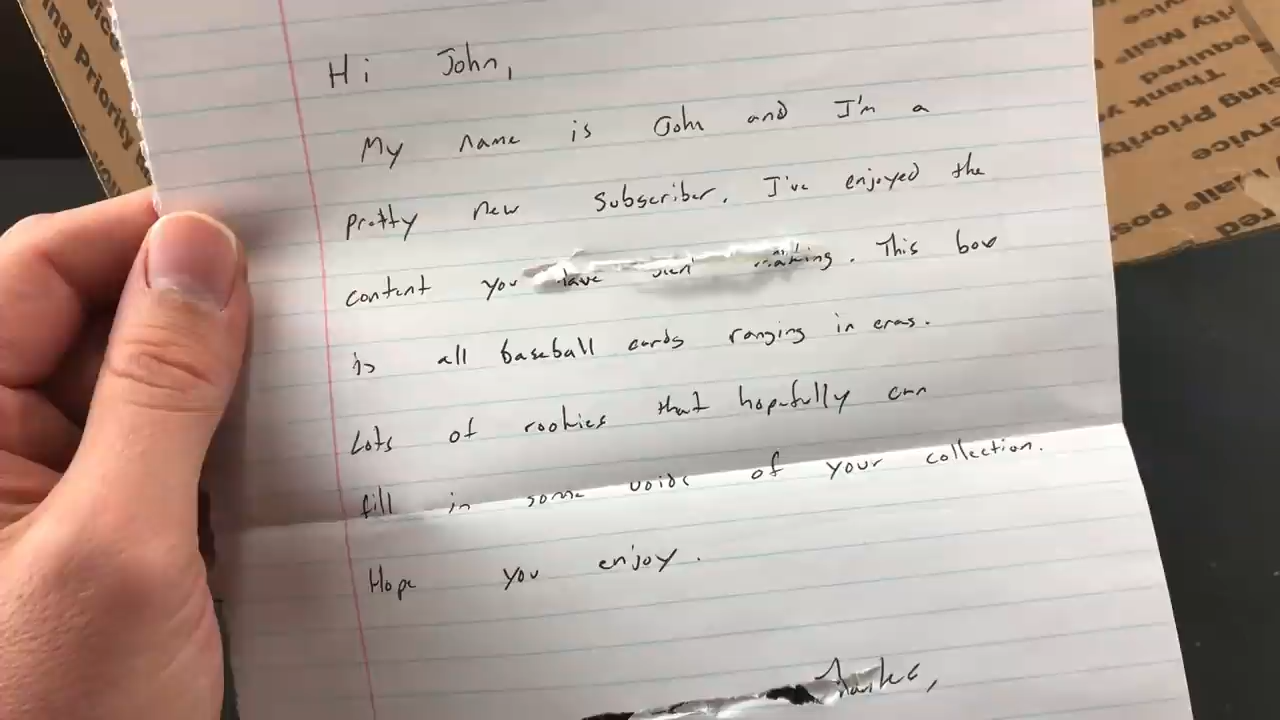 Hi John,
My name is John and I'm a
pretty new subscriber. I've enjoyed the
content you have been making. This box
is all baseball cards ranging in eras.
Lots of rookies that hopefully can
fill in some voids of your collection.
Hope you enjoy.
Thanks,